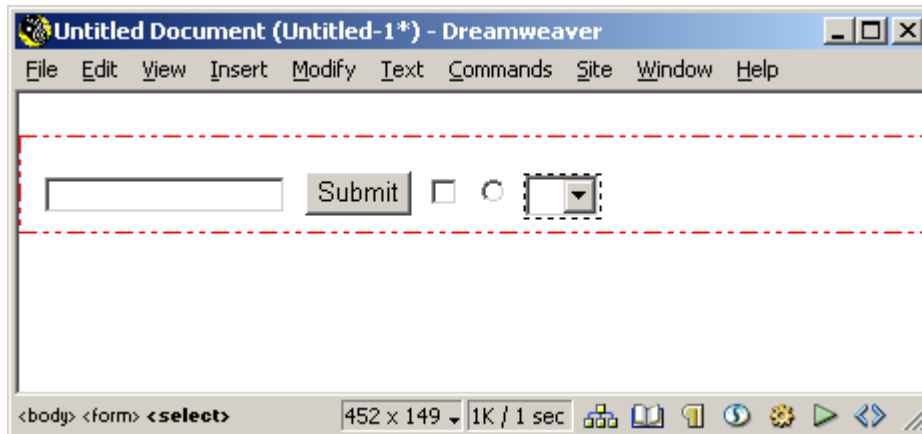 Untitled Document (Untitled-1*) - Dreamweaver
File Edit View Insert Modify Text Commands Site Window Help
Submit
<body> <form> <select> 452 x 149 1K / 1 sec